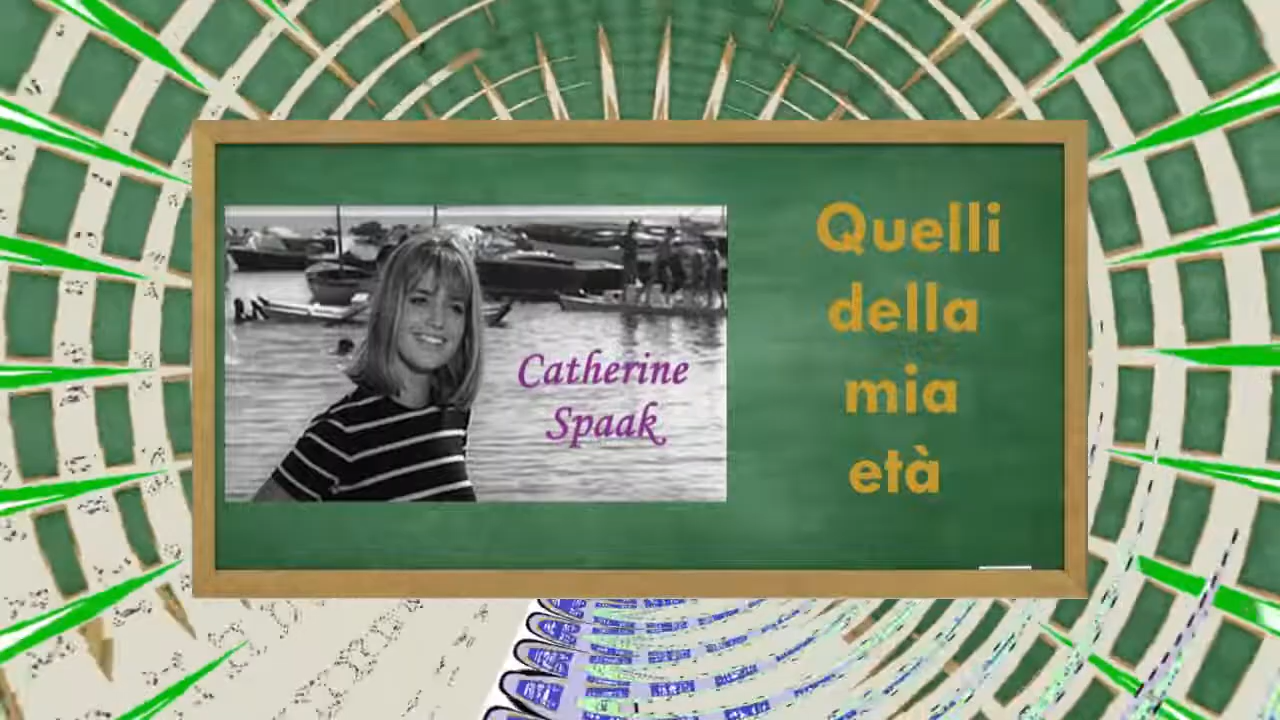 Catherine
Spaak
Quelli
della
mia
età